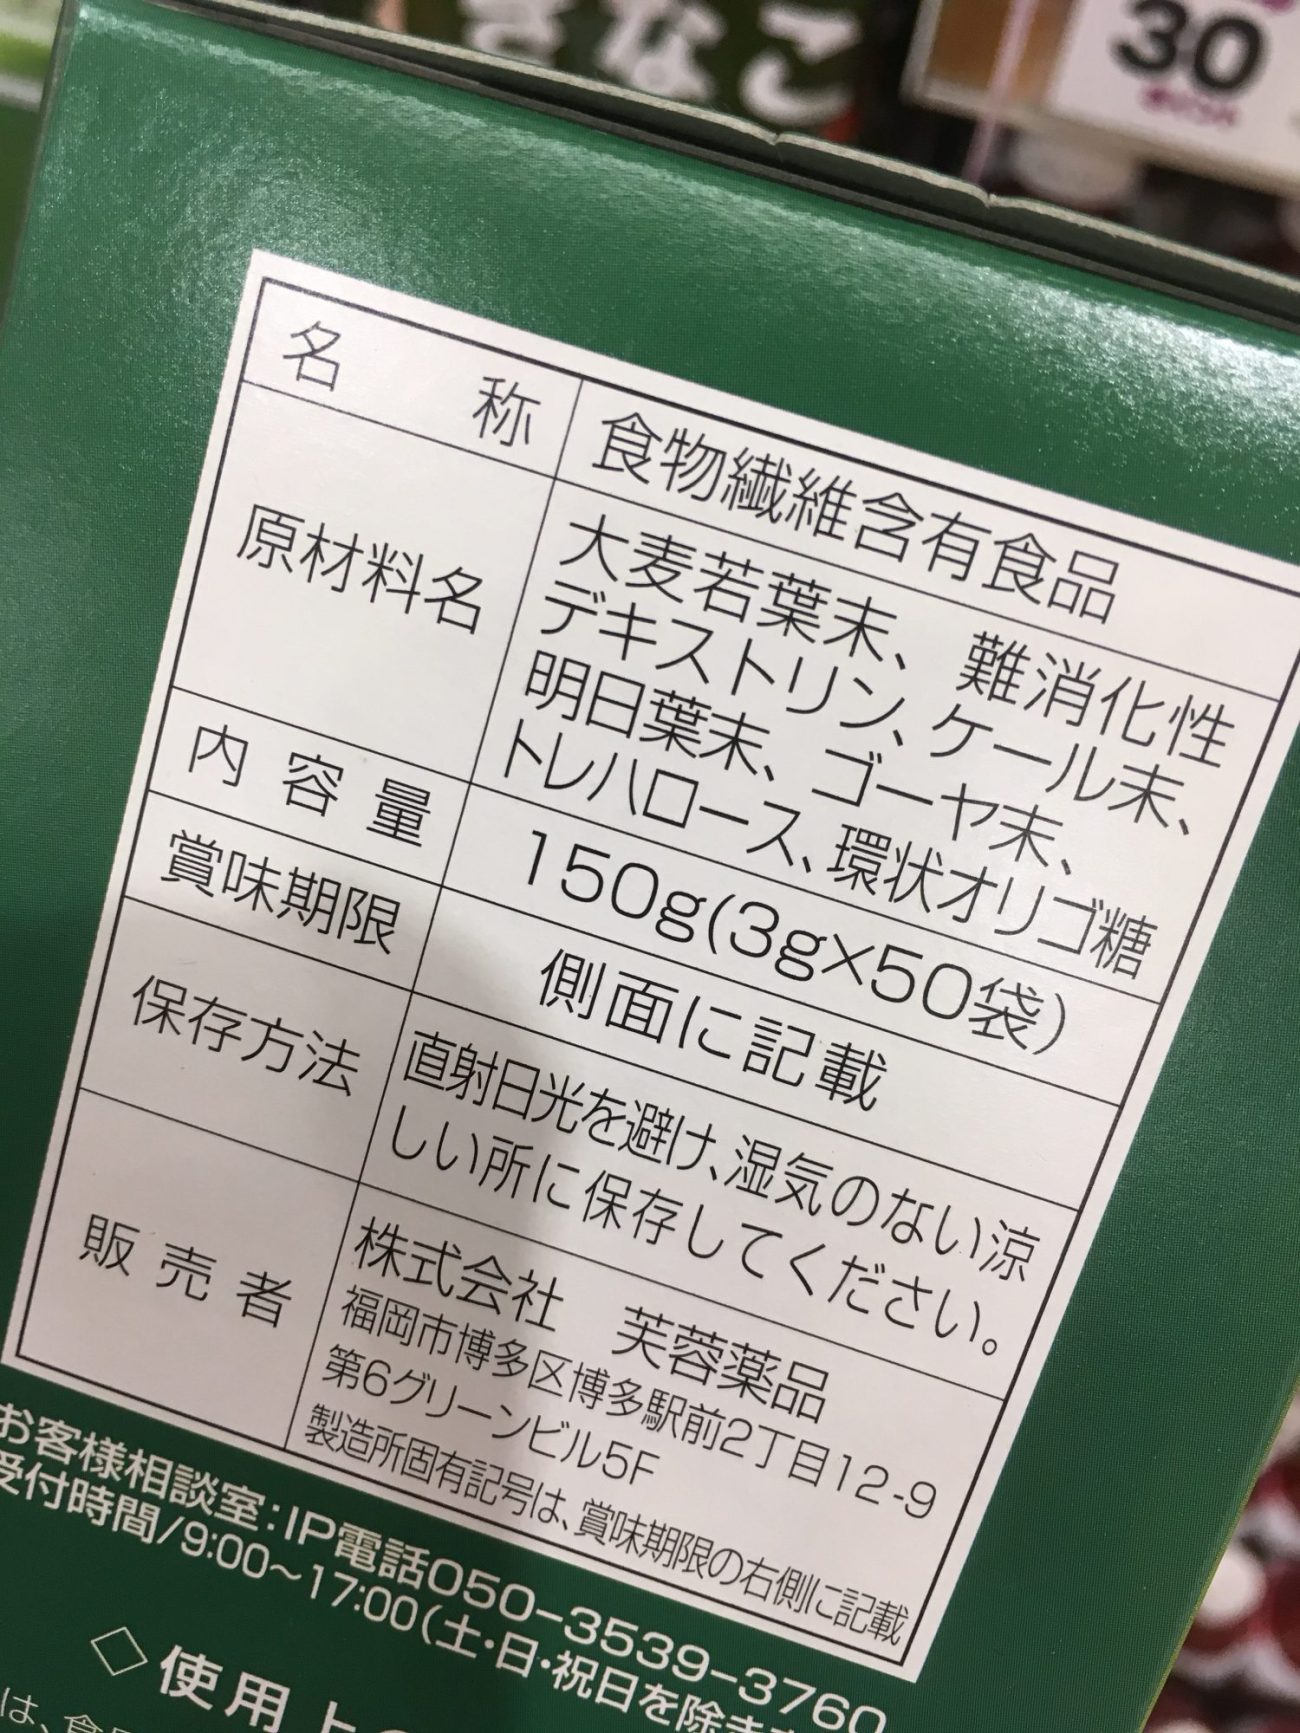 きなこ
30
名称 食物繊維含有食品
原材料名 大麦若葉末、難消化性
デキストリン、ケール末、
明日葉末、ゴーヤ末、
トレハロース、環状オリゴ糖
内容量 150g(3g×50袋)
賞味期限 側面に記載
保存方法 直射日光を避け、湿気のない涼
しい所に保存してください。
販売者 株式会社 芙蓉薬品
福岡市博多区博多駅前2丁目12-9
第6グリーンビル5F
製造所固有記号は、賞味期限の右側に記載
お客様相談室:IP電話050-3539-3760
受付時間/9:00~17:00(土・日・祝日を除き
◇使用上
は、食